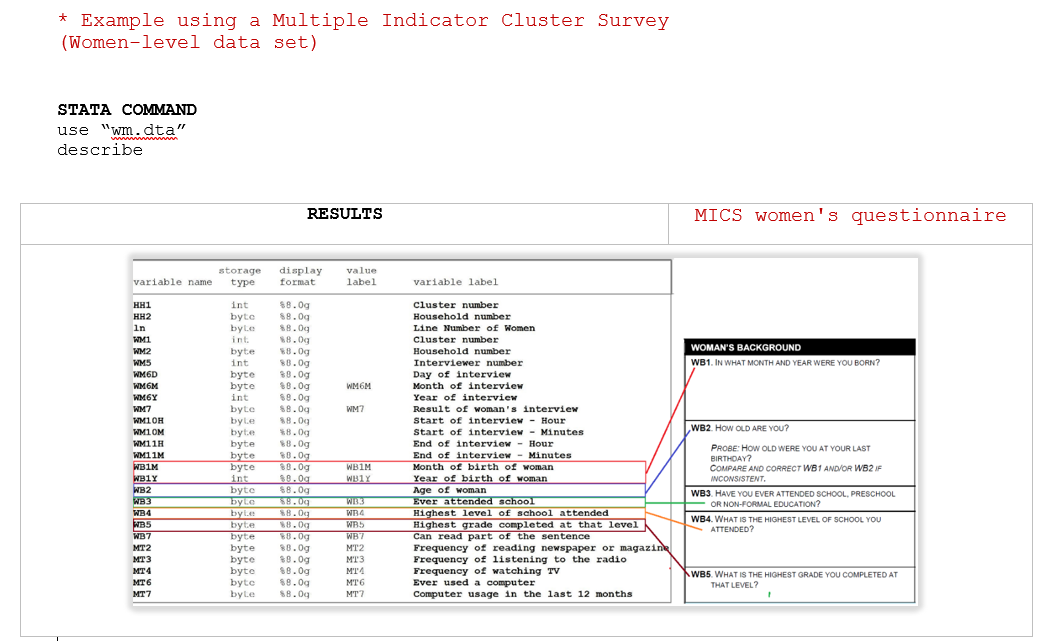 * Example using a Multiple Indicator Cluster Survey
(Women-level data set)
STATA COMMAND
use “wm.dta”
describe
RESULTS
MICS women's questionnaire
storage display value
variable name type format label variable label
HH1 int %8.0g Cluster number
HH2 byte %8.0g Household number
ln byte %8.0g Line Number of Women
WM1 int %8.0g Cluster number
WM2 byte %8.0g Household number
WM5 int %8.0g Interviewer number
WM6D byte %8.0g Day of interview
WM6M byte %8.0g WM6M Month of interview
WM6Y int %8.0g Year of interview
WM7 byte %8.0g WM7 Result of woman's interview
WM10H byte %8.0g Start of interview - Hour
WM10M byte %8.0g Start of interview - Minutes
WM11H byte %8.0g End of interview - Hour
WM11M byte %8.0g End of interview - Minutes
WB1M byte %8.0g WB1M Month of birth of woman
WB1Y int %8.0g WB1Y Year of birth of woman
WB2 byte %8.0g Age of woman
WB3 byte %8.0g WB3 Ever attended school
WB4 byte %8.0g WB4 Highest level of school attended
WB5 byte %8.0g WB5 Highest grade completed at that level
WB7 byte %8.0g WB7 Can read part of the sentence
MT2 byte %8.0g MT2 Frequency of reading newspaper or magazine
MT3 byte %8.0g MT3 Frequency of listening to the radio
MT4 byte %8.0g MT4 Frequency of watching TV
MT6 byte %8.0g MT6 Ever used a computer
MT7 byte %8.0g MT7 Computer usage in the last 12 months
WOMAN'S BACKGROUND
WB1. IN WHAT MONTH AND YEAR WERE YOU BORN?
WB2. HOW OLD ARE YOU?
PROBE: HOW OLD WERE YOU AT YOUR LAST
BIRTHDAY?
COMPARE AND CORRECT WB1 AND/OR WB2 IF
INCONSISTENT.
WB3. HAVE YOU EVER ATTENDED SCHOOL, PRESCHOOL
OR NON-FORMAL EDUCATION?
WB4. WHAT IS THE HIGHEST LEVEL OF SCHOOL YOU
ATTENDED?
WB5. WHAT IS THE HIGHEST GRADE YOU COMPLETED AT
THAT LEVEL?